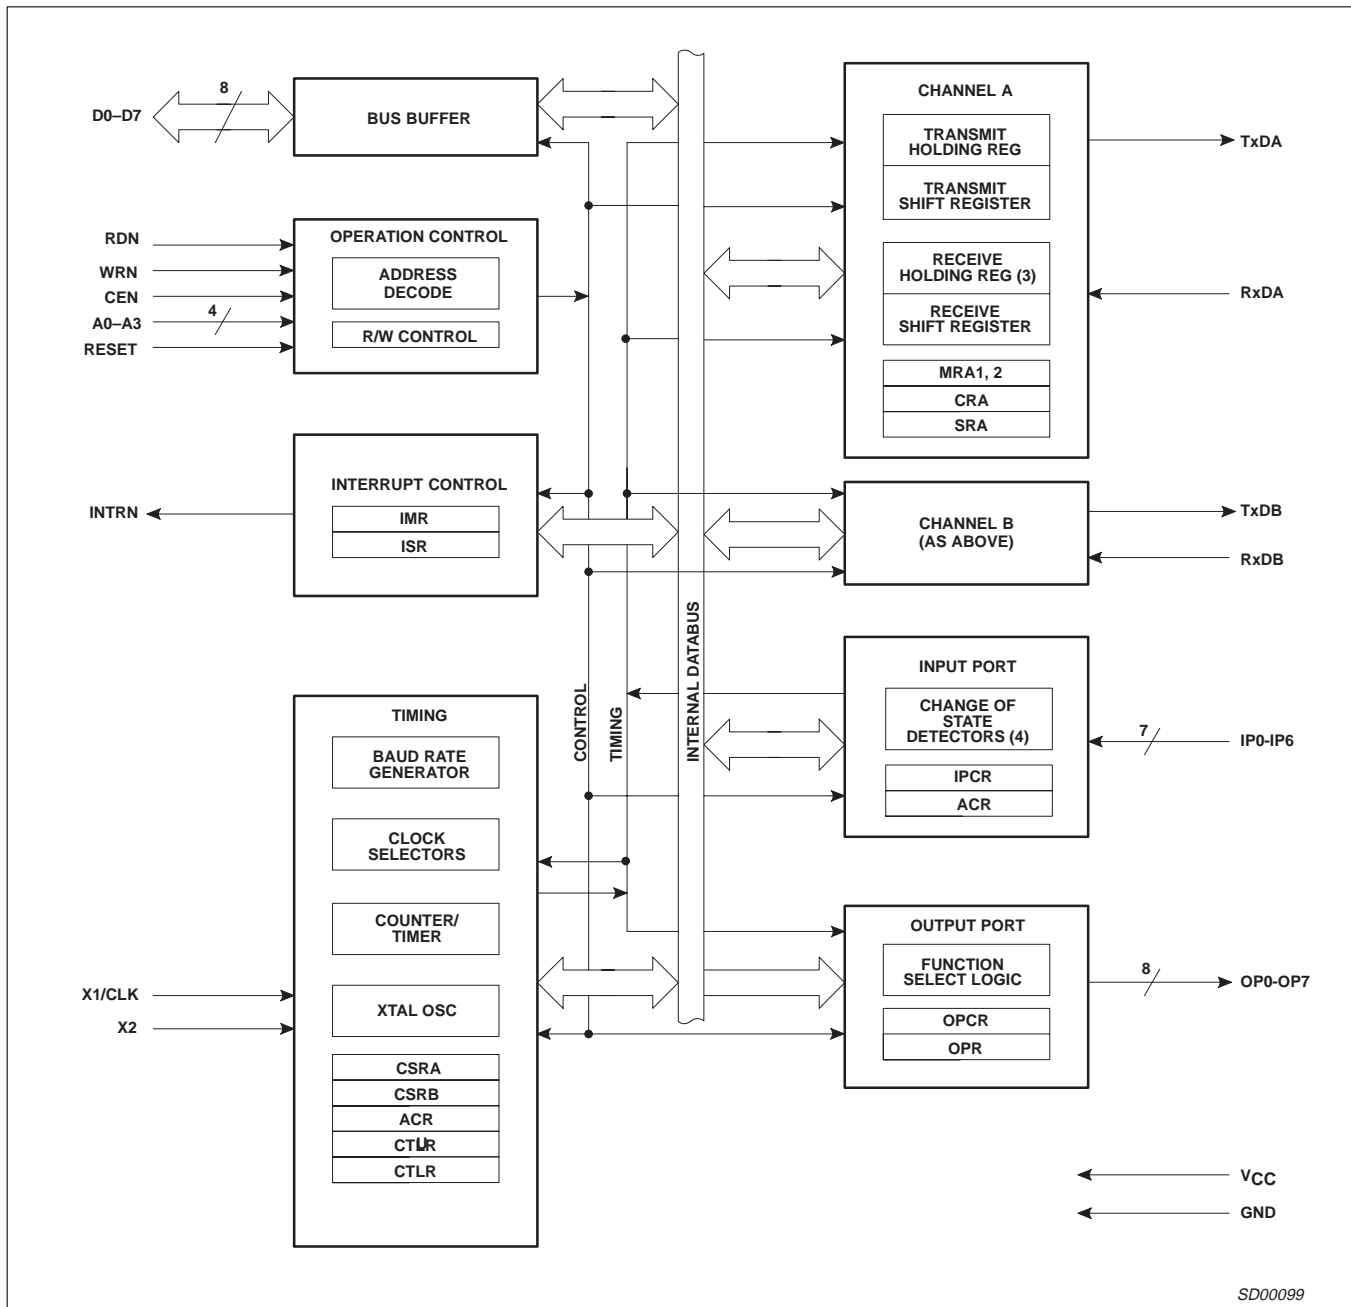 D0–D7
8
BUS BUFFER
RDN
WRN
CEN
A0–A3
4
RESET
OPERATION CONTROL
ADDRESS
DECODE
R/W CONTROL
INTRN
INTERRUPT CONTROL
IMR
ISR
TIMING
BAUD RATE
GENERATOR
CLOCK
SELECTORS
COUNTER/
TIMER
X1/CLK
X2
XTAL OSC
CSRA
CSRB
ACR
CTUR
CTLR
CONTROL
TIMING
INTERNAL DATABUS
CHANNEL A
TRANSMIT
HOLDING REG
TRANSMIT
SHIFT REGISTER
RECEIVE
HOLDING REG (3)
RECEIVE
SHIFT REGISTER
MRA1, 2
CRA
SRA
TxDA
RxDA
CHANNEL B
(AS ABOVE)
TxDB
RxDB
INPUT PORT
CHANGE OF
STATE
DETECTORS (4)
IPCR
ACR
7
IP0-IP6
OUTPUT PORT
FUNCTION
SELECT LOGIC
OPCR
OPR
8
OP0-OP7
VCC
GND
SD00099